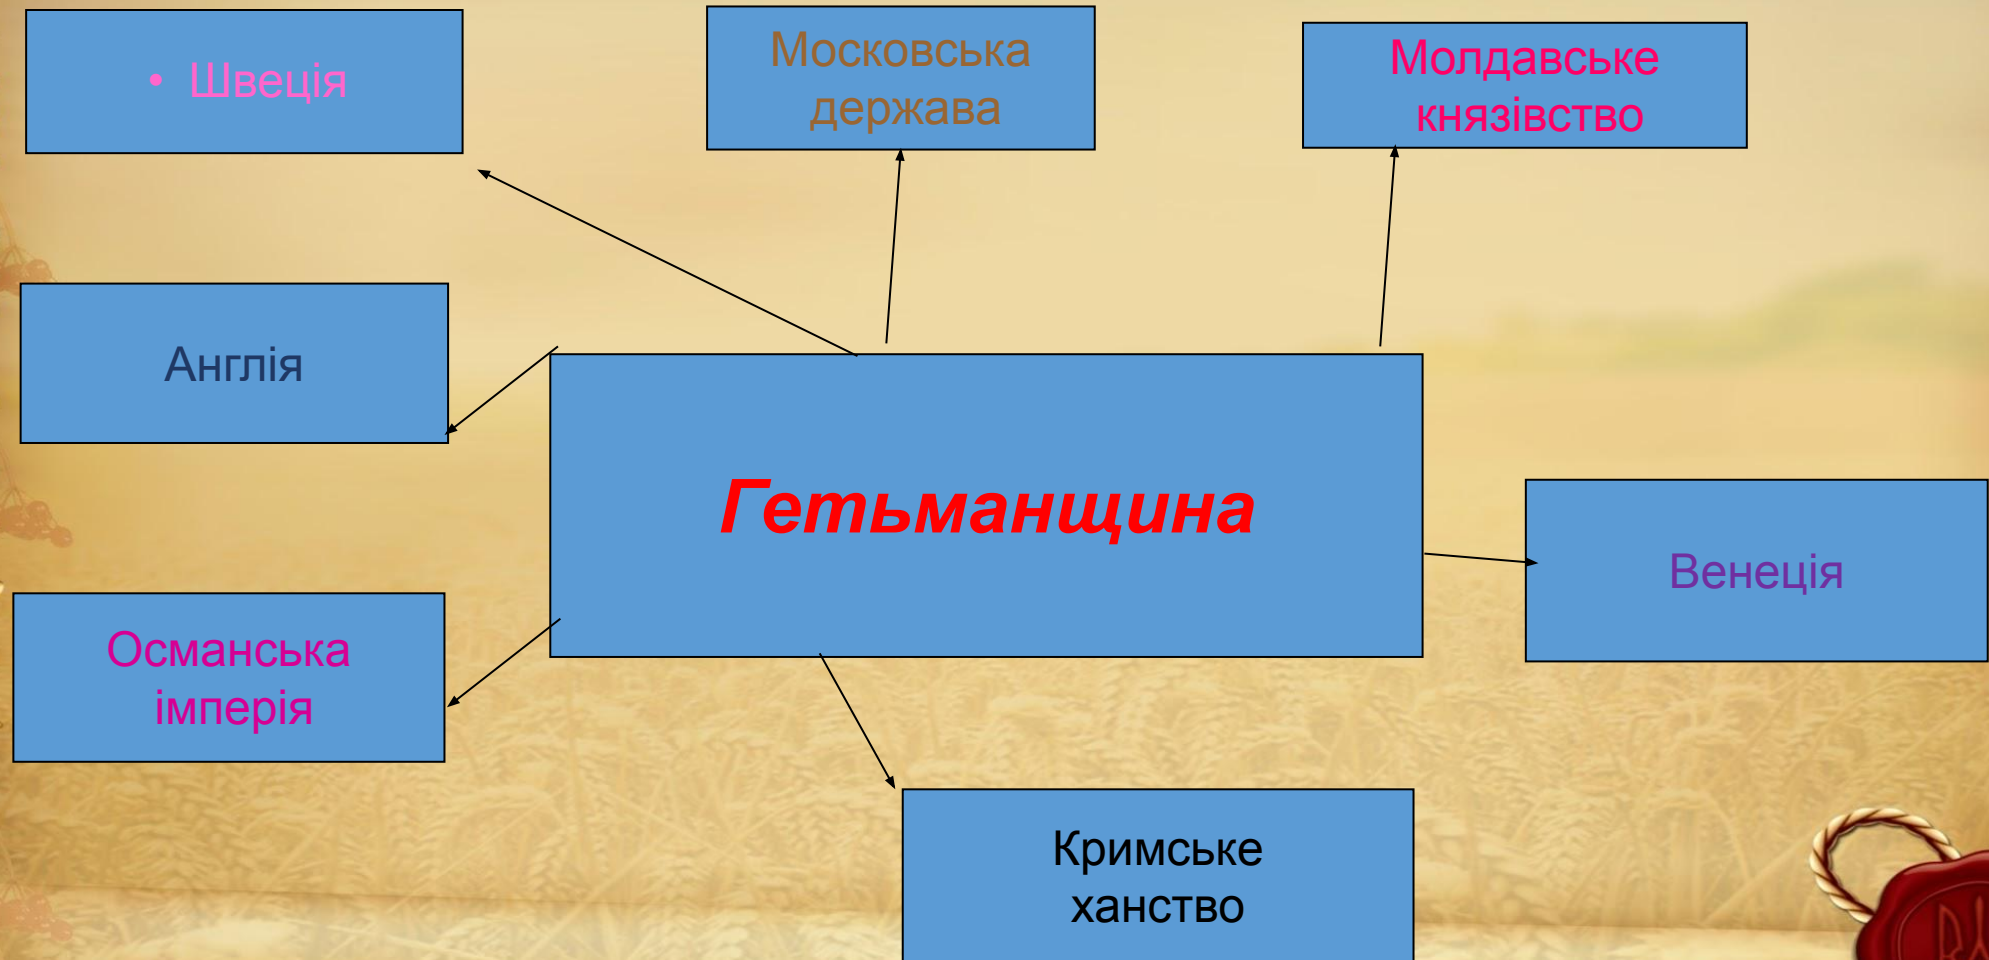 • Швеція
Московська
держава
Молдавське
князівство
Англія
Гетьманщина
Венеція
Османська
імперія
Кримське
ханство